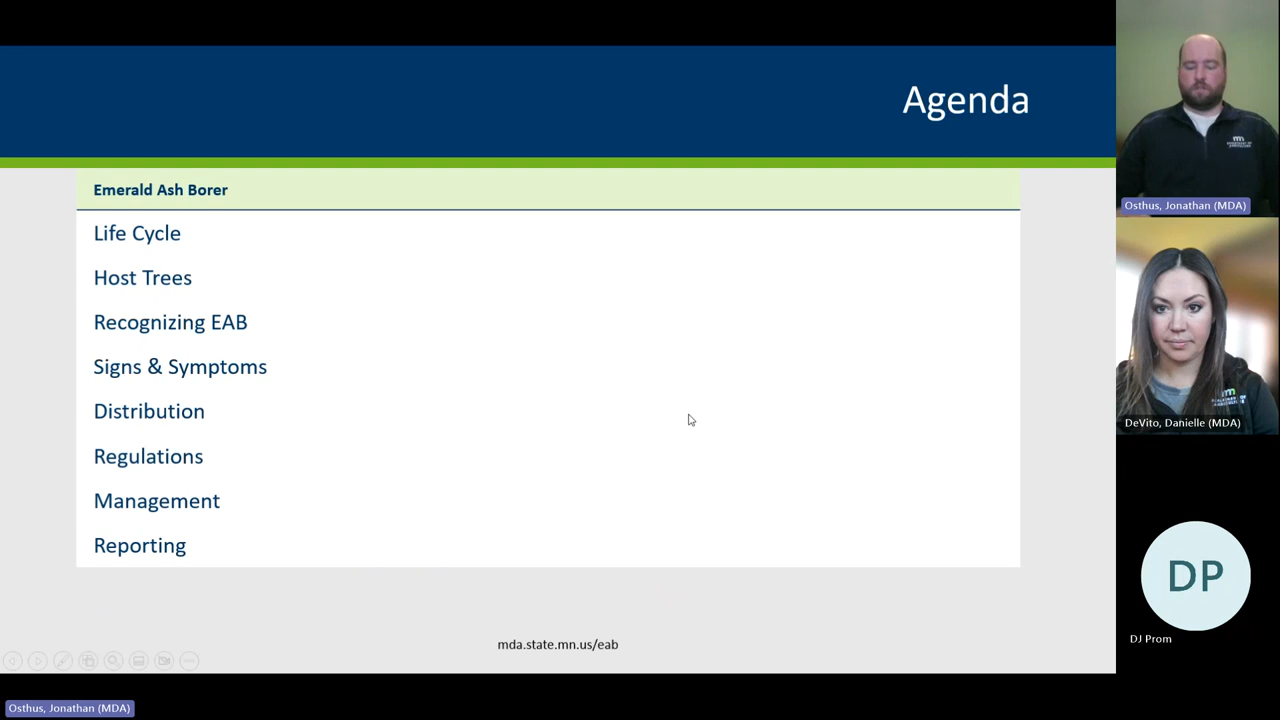 Agenda
Emerald Ash Borer
Life Cycle
Host Trees
Recognizing EAB
Signs & Symptoms
Distribution
Regulations
Management
Reporting
mda.state.mn.us/eab
Osthus, Jonathan (MDA)
DeVito, Danielle (MDA)
DP
DJ Prom
Osthus, Jonathan (MDA)